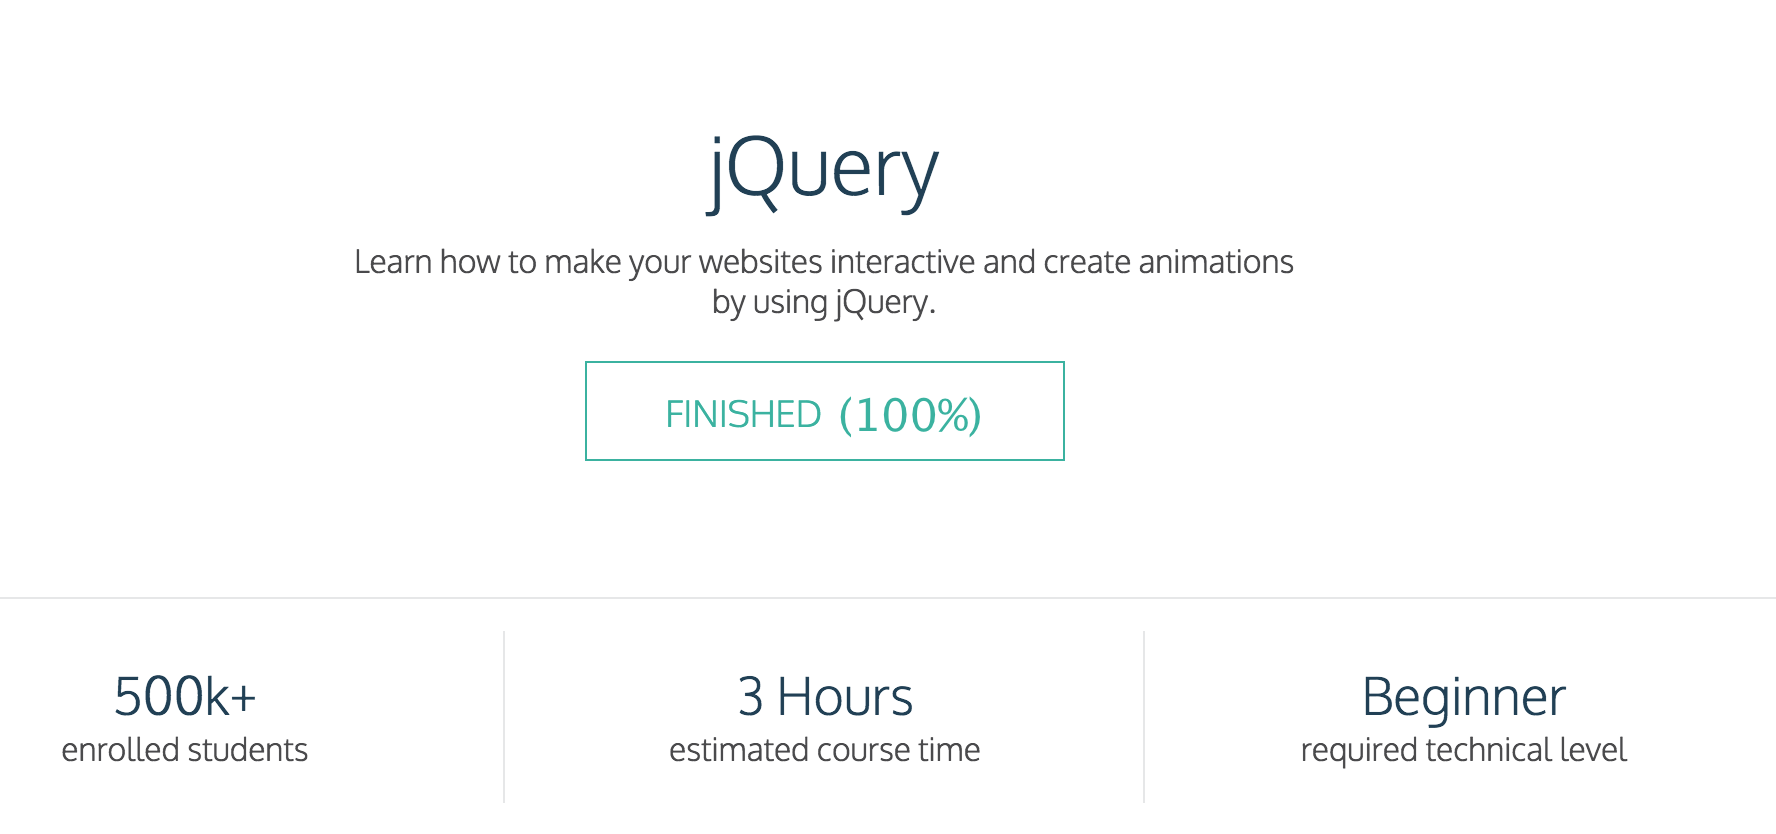 jQuery
Learn how to make your websites interactive and create animations
by using jQuery.
FINISHED (100%)
500k+
enrolled students
3 Hours
estimated course time
Beginner
required technical level